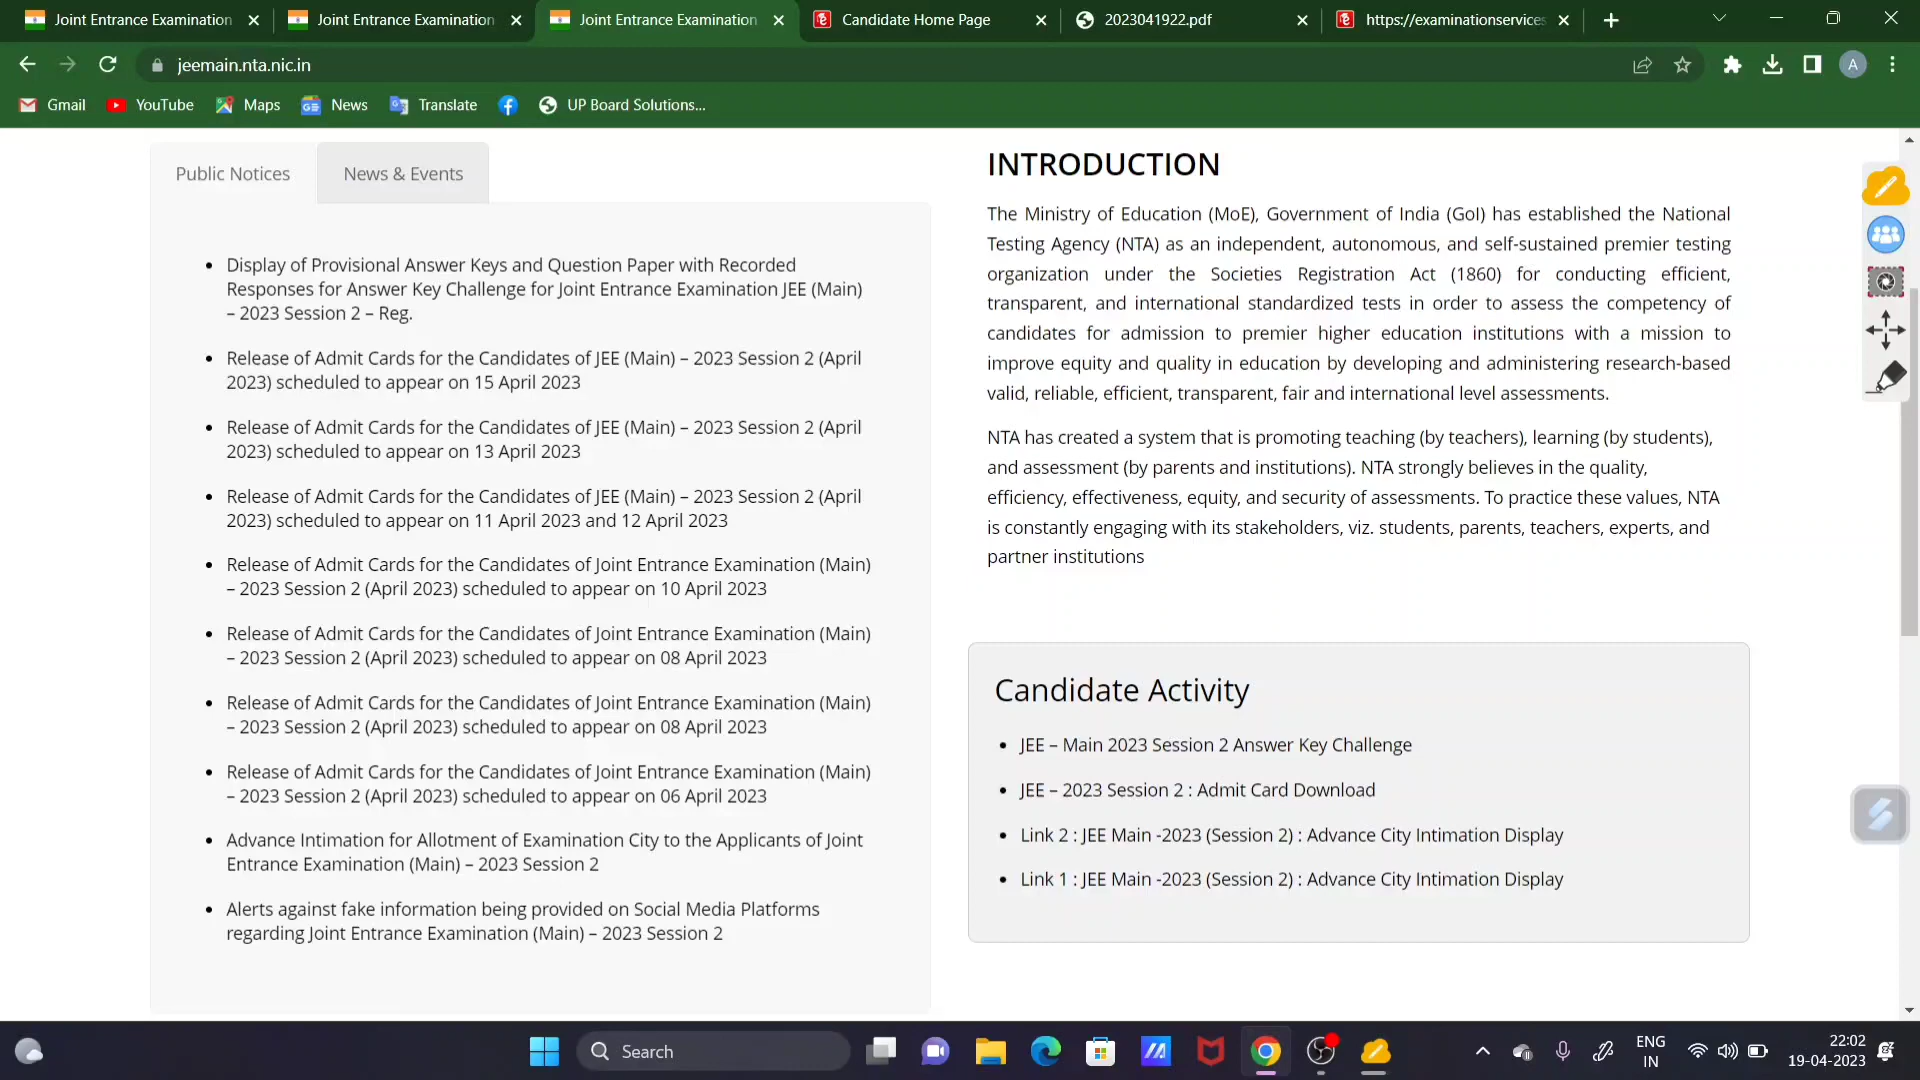 Joint Entrance Examination
Joint Entrance Examination
Joint Entrance Examination
Candidate Home Page
2023041922.pdf
https://examinationservices
jeemain.nta.nic.in
A
Gmail
YouTube
Maps
News
Translate
UP Board Solutions...
Public Notices
News & Events
Display of Provisional Answer Keys and Question Paper with Recorded
Responses for Answer Key Challenge for Joint Entrance Examination JEE (Main)
– 2023 Session 2 – Reg.
Release of Admit Cards for the Candidates of JEE (Main) – 2023 Session 2 (April
2023) scheduled to appear on 15 April 2023
Release of Admit Cards for the Candidates of JEE (Main) – 2023 Session 2 (April
2023) scheduled to appear on 13 April 2023
Release of Admit Cards for the Candidates of JEE (Main) – 2023 Session 2 (April
2023) scheduled to appear on 11 April 2023 and 12 April 2023
Release of Admit Cards for the Candidates of Joint Entrance Examination (Main)
– 2023 Session 2 (April 2023) scheduled to appear on 10 April 2023
Release of Admit Cards for the Candidates of Joint Entrance Examination (Main)
– 2023 Session 2 (April 2023) scheduled to appear on 08 April 2023
Release of Admit Cards for the Candidates of Joint Entrance Examination (Main)
– 2023 Session 2 (April 2023) scheduled to appear on 08 April 2023
Release of Admit Cards for the Candidates of Joint Entrance Examination (Main)
– 2023 Session 2 (April 2023) scheduled to appear on 06 April 2023
Advance Intimation for Allotment of Examination City to the Applicants of Joint
Entrance Examination (Main) – 2023 Session 2
Alerts against fake information being provided on Social Media Platforms
regarding Joint Entrance Examination (Main) – 2023 Session 2
INTRODUCTION
The Ministry of Education (MoE), Government of India (GoI) has established the National
Testing Agency (NTA) as an independent, autonomous, and self-sustained premier testing
organization under the Societies Registration Act (1860) for conducting efficient,
transparent, and international standardized tests in order to assess the competency of
candidates for admission to premier higher education institutions with a mission to
improve equity and quality in education by developing and administering research-based
valid, reliable, efficient, transparent, fair and international level assessments.
NTA has created a system that is promoting teaching (by teachers), learning (by students),
and assessment (by parents and institutions). NTA strongly believes in the quality,
efficiency, effectiveness, equity, and security of assessments. To practice these values, NTA
is constantly engaging with its stakeholders, viz. students, parents, teachers, experts, and
partner institutions
Candidate Activity
JEE – Main 2023 Session 2 Answer Key Challenge
JEE – 2023 Session 2 : Admit Card Download
Link 2 : JEE Main -2023 (Session 2) : Advance City Intimation Display
Link 1 : JEE Main -2023 (Session 2) : Advance City Intimation Display
Search
ENG
IN
22:02
19-04-2023